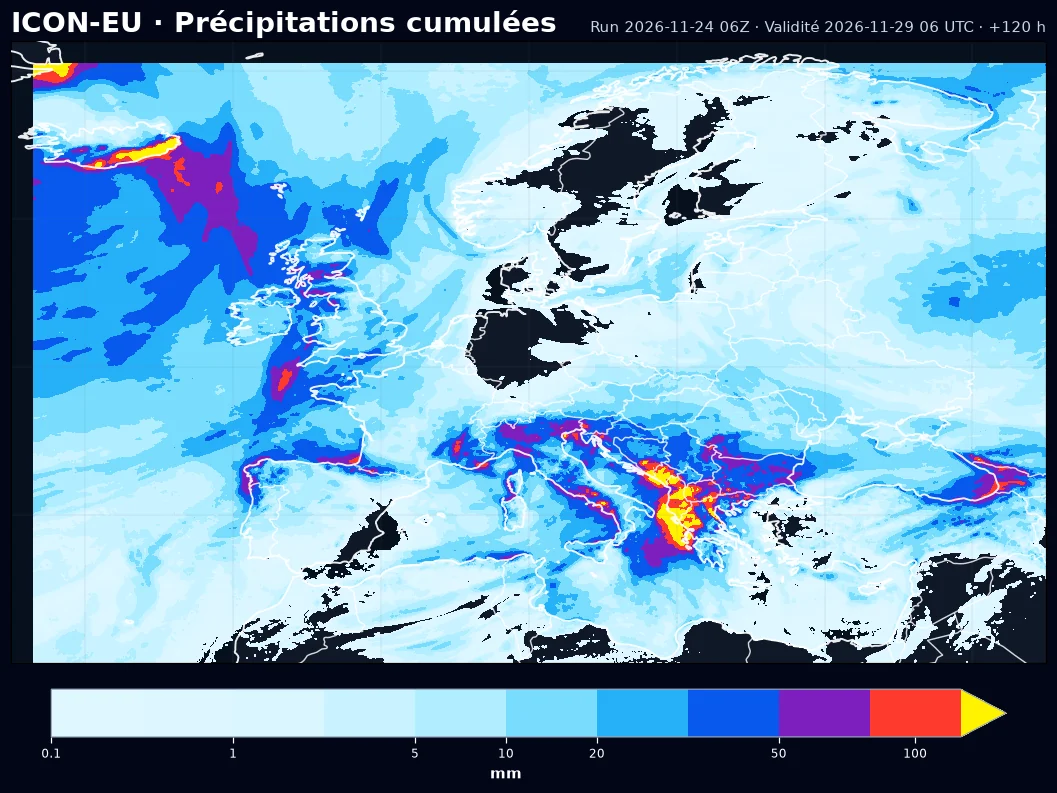 ICON-EU · Précipitations cumulées
Run 2026-11-24 06Z · Validité 2026-11-29 06 UTC · +120 h
0.1 1 5 10 20 50 100
mm